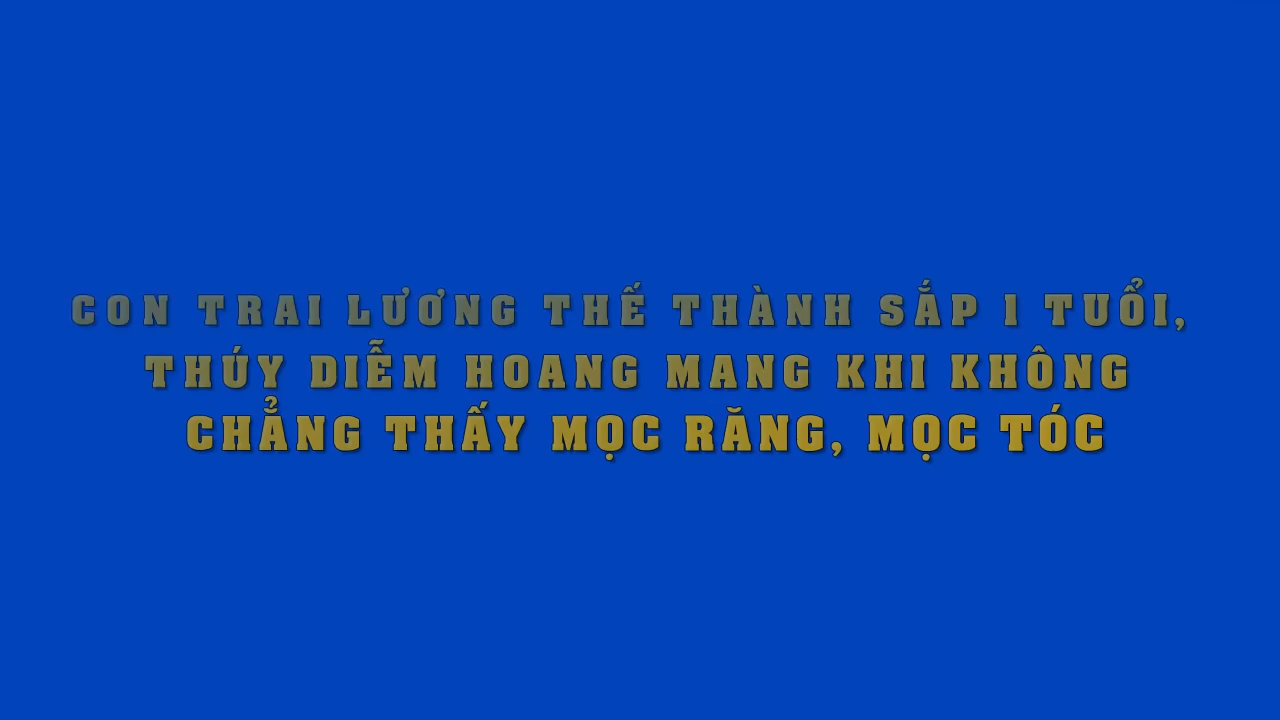 CON TRAI LƯƠNG THẾ THÀNH SẮP 1 TUỔI,
THÚY DIỄM HOANG MANG KHI KHÔNG
CHẲNG THẤY MỌC RĂNG, MỌC TÓC